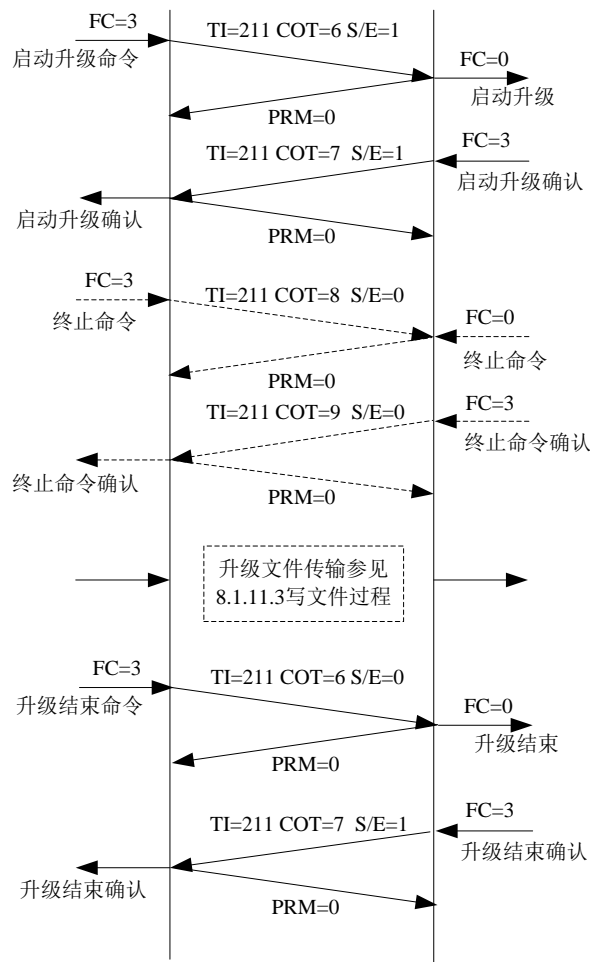 FC=3
TI=211 COT=6 S/E=1
启动升级命令
FC=0
启动升级
PRM=0
TI=211 COT=7 S/E=1
FC=3
启动升级确认
启动升级确认
PRM=0
FC=3
TI=211 COT=8 S/E=0
终止命令
FC=0
终止命令
PRM=0
TI=211 COT=9 S/E=0
FC=3
终止命令确认
终止命令确认
PRM=0
升级文件传输参见
8.1.11.3写文件过程
FC=3
TI=211 COT=6 S/E=0
升级结束命令
FC=0
升级结束
PRM=0
TI=211 COT=7 S/E=1
FC=3
升级结束确认
升级结束确认
PRM=0